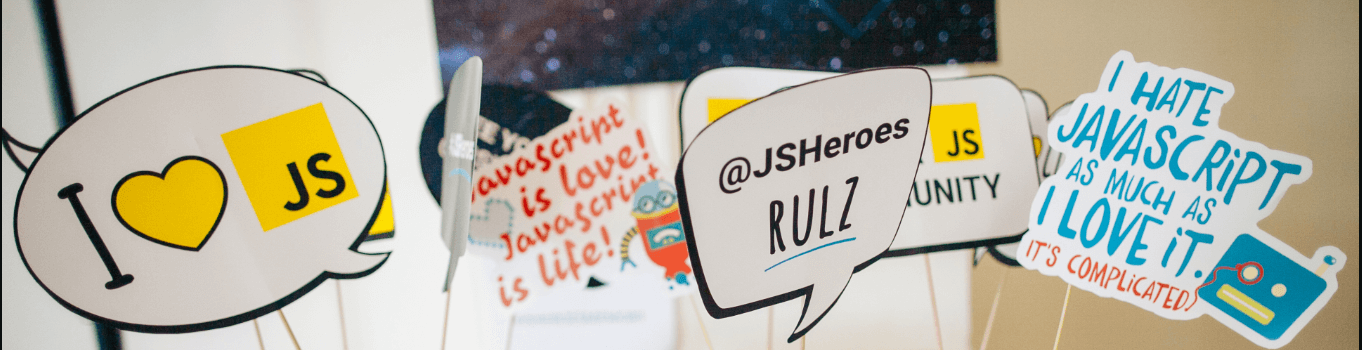 I
JS
Javascript
is love!
Javascript
is life!
@JSHeroes
RULZ
JS
UNITY
I HATE
JAVASCRIPT
AS MUCH AS
I LOVE IT.
IT'S COMPLICATED